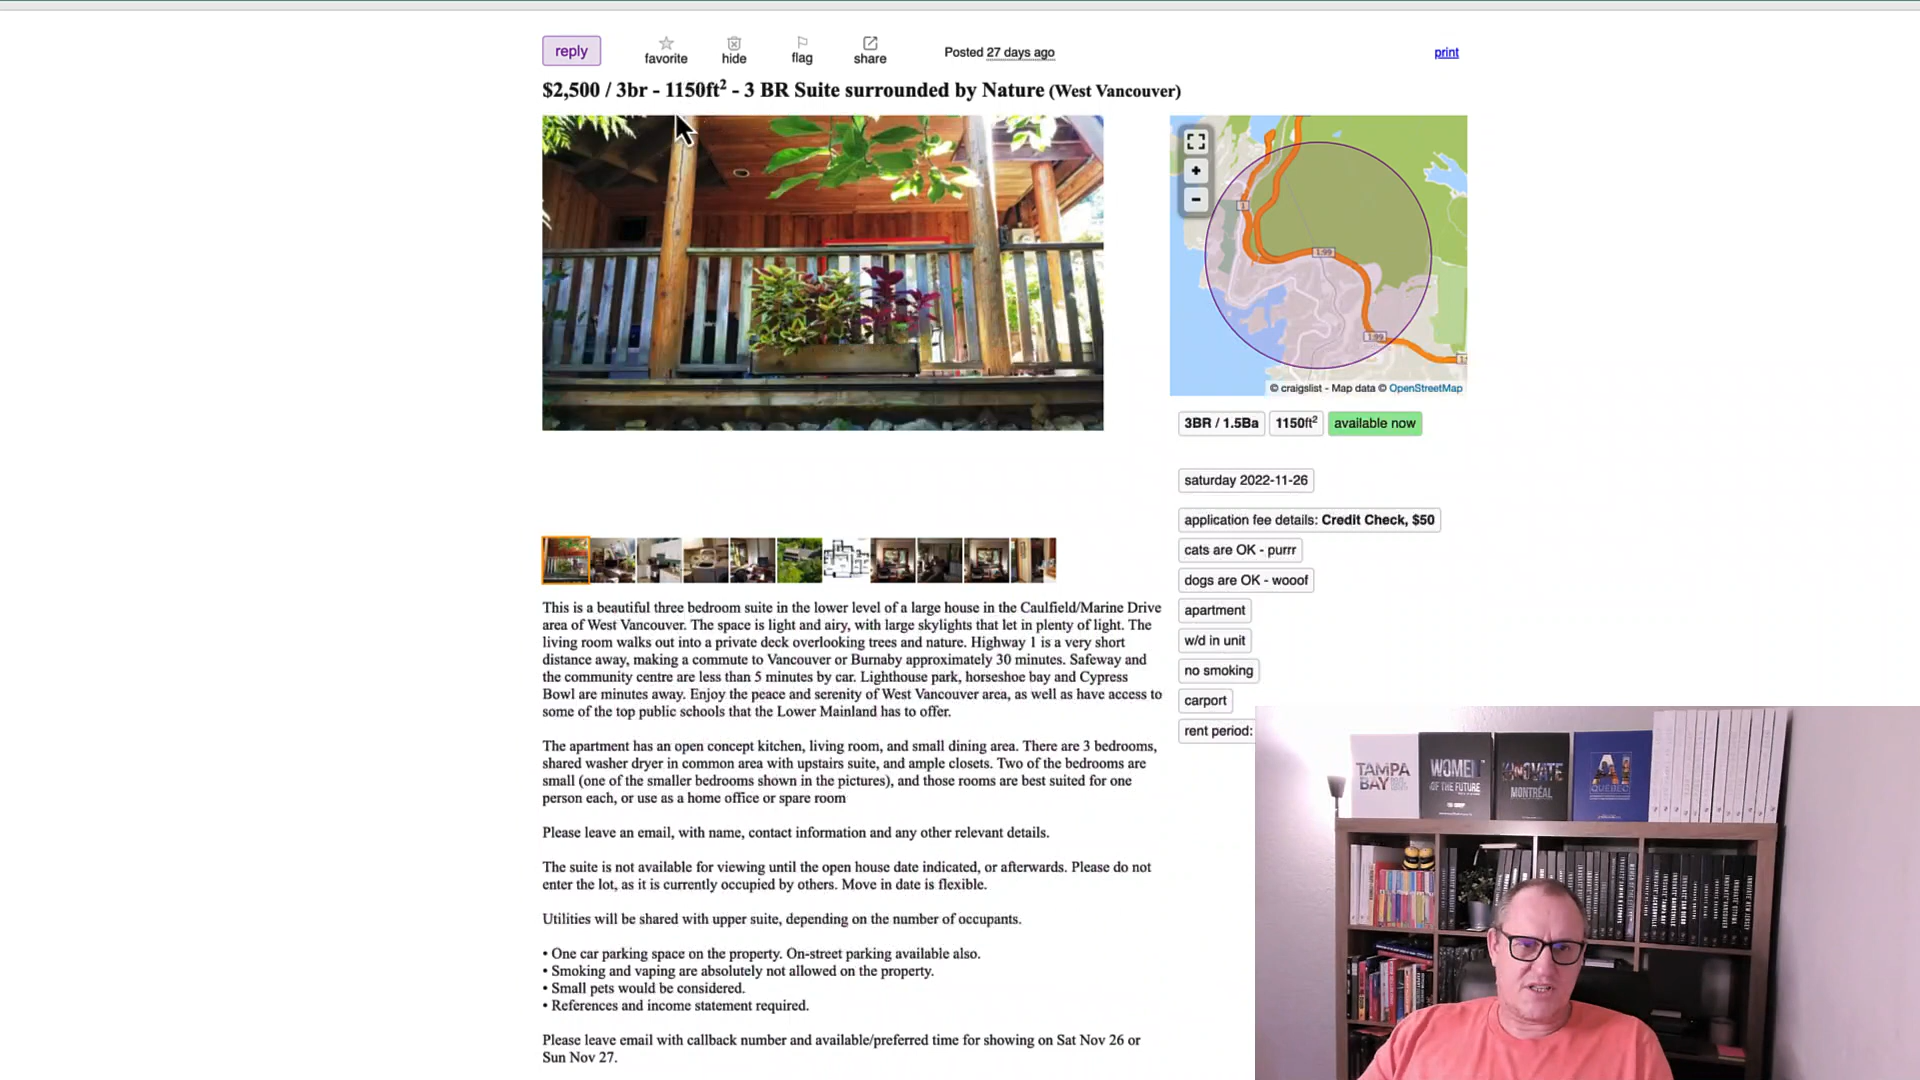 reply
favorite
hide
flag
share
Posted 27 days ago
print
$2,500 / 3br - 1150ft2 - 3 BR Suite surrounded by Nature (West Vancouver)
+
−
1
1;99
1;99
© craigslist - Map data © OpenStreetMap
3BR / 1.5Ba
1150ft2
available now
saturday 2022-11-26
application fee details: Credit Check, $50
cats are OK - purrr
dogs are OK - wooof
apartment
w/d in unit
no smoking
carport
rent period:
This is a beautiful three bedroom suite in the lower level of a large house in the Caulfield/Marine Drive
area of West Vancouver. The space is light and airy, with large skylights that let in plenty of light. The
living room walks out into a private deck overlooking trees and nature. Highway 1 is a very short
distance away, making a commute to Vancouver or Burnaby approximately 30 minutes. Safeway and
the community centre are less than 5 minutes by car. Lighthouse park, horseshoe bay and Cypress
Bowl are minutes away. Enjoy the peace and serenity of West Vancouver area, as well as have access to
some of the top public schools that the Lower Mainland has to offer.
The apartment has an open concept kitchen, living room, and small dining area. There are 3 bedrooms,
shared washer dryer in common area with upstairs suite, and ample closets. Two of the bedrooms are
small (one of the smaller bedrooms shown in the pictures), and those rooms are best suited for one
person each, or use as a home office or spare room
Please leave an email, with name, contact information and any other relevant details.
The suite is not available for viewing until the open house date indicated, or afterwards. Please do not
enter the lot, as it is currently occupied by others. Move in date is flexible.
Utilities will be shared with upper suite, depending on the number of occupants.
• One car parking space on the property. On-street parking available also.
• Smoking and vaping are absolutely not allowed on the property.
• Small pets would be considered.
• References and income statement required.
Please leave email with callback number and available/preferred time for showing on Sat Nov 26 or
Sun Nov 27.
TAMPA
BAY
WOMEN
OF THE FUTURE
INNOVATE
MONTRÉAL
AI
QUÉBEC